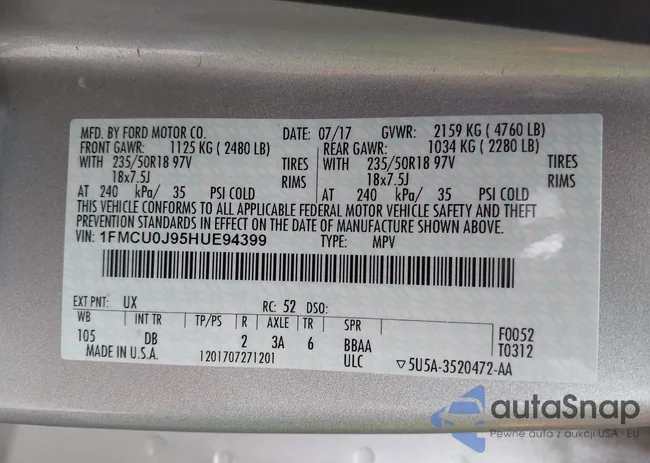 MFD. BY FORD MOTOR CO. DATE: 07/17 GVWR: 2159 KG ( 4760 LB)
FRONT GAWR: 1125 KG ( 2480 LB) REAR GAWR: 1034 KG ( 2280 LB)
WITH 235/50R18 97V TIRES WITH 235/50R18 97V TIRES
18x7.5J RIMS 18x7.5J RIMS
AT 240 kPa/ 35 PSI COLD AT 240 kPa/ 35 PSI COLD
THIS VEHICLE CONFORMS TO ALL APPLICABLE FEDERAL MOTOR VEHICLE SAFETY AND THEFT
PREVENTION STANDARDS IN EFFECT ON THE DATE OF MANUFACTURE SHOWN ABOVE.
VIN: 1FMCU0J95HUE94399 TYPE: MPV
EXT PNT: UX RC: 52 DSO:
WB INT TR TP/PS R AXLE TR SPR F0052
105 DB 2 3A 6 BBAA T0312
MADE IN U.S.A. 1201707271201 ULC ▽5U5A-3520472-AA
autaSnap
Pewne auta z aukcji USA i EU